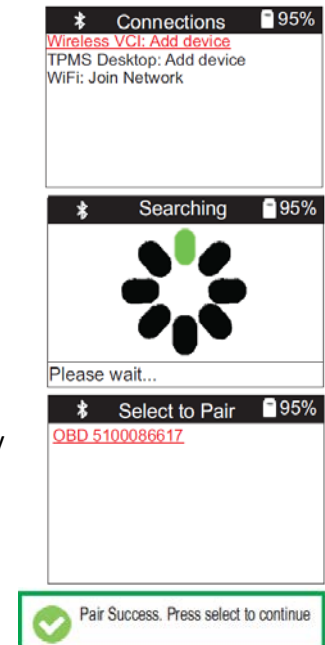 Connections 95%
Wireless VCI: Add device
TPMS Desktop: Add device
WiFi: Join Network
Searching 95%
Please wait...
Select to Pair 95%
OBD 5100086617
y
Pair Success. Press select to continue